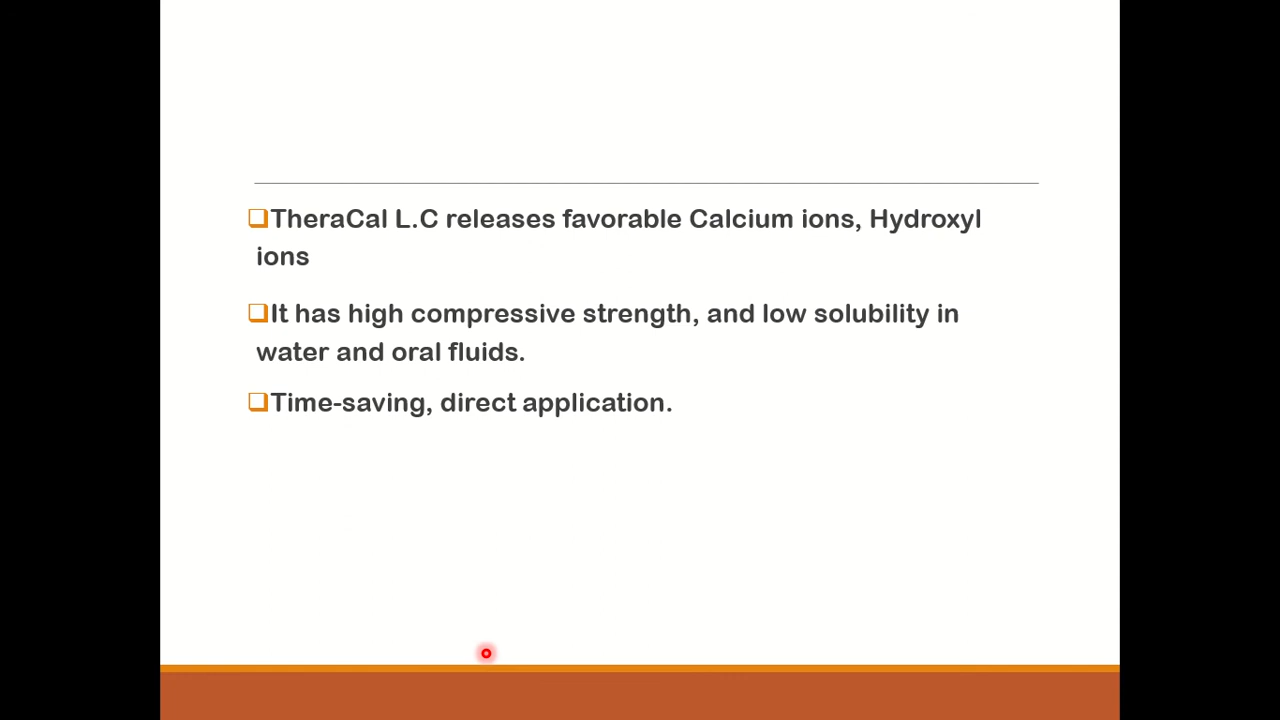 TheraCal L.C releases favorable Calcium ions, Hydroxyl
ions
It has high compressive strength, and low solubility in
water and oral fluids.
Time-saving, direct application.